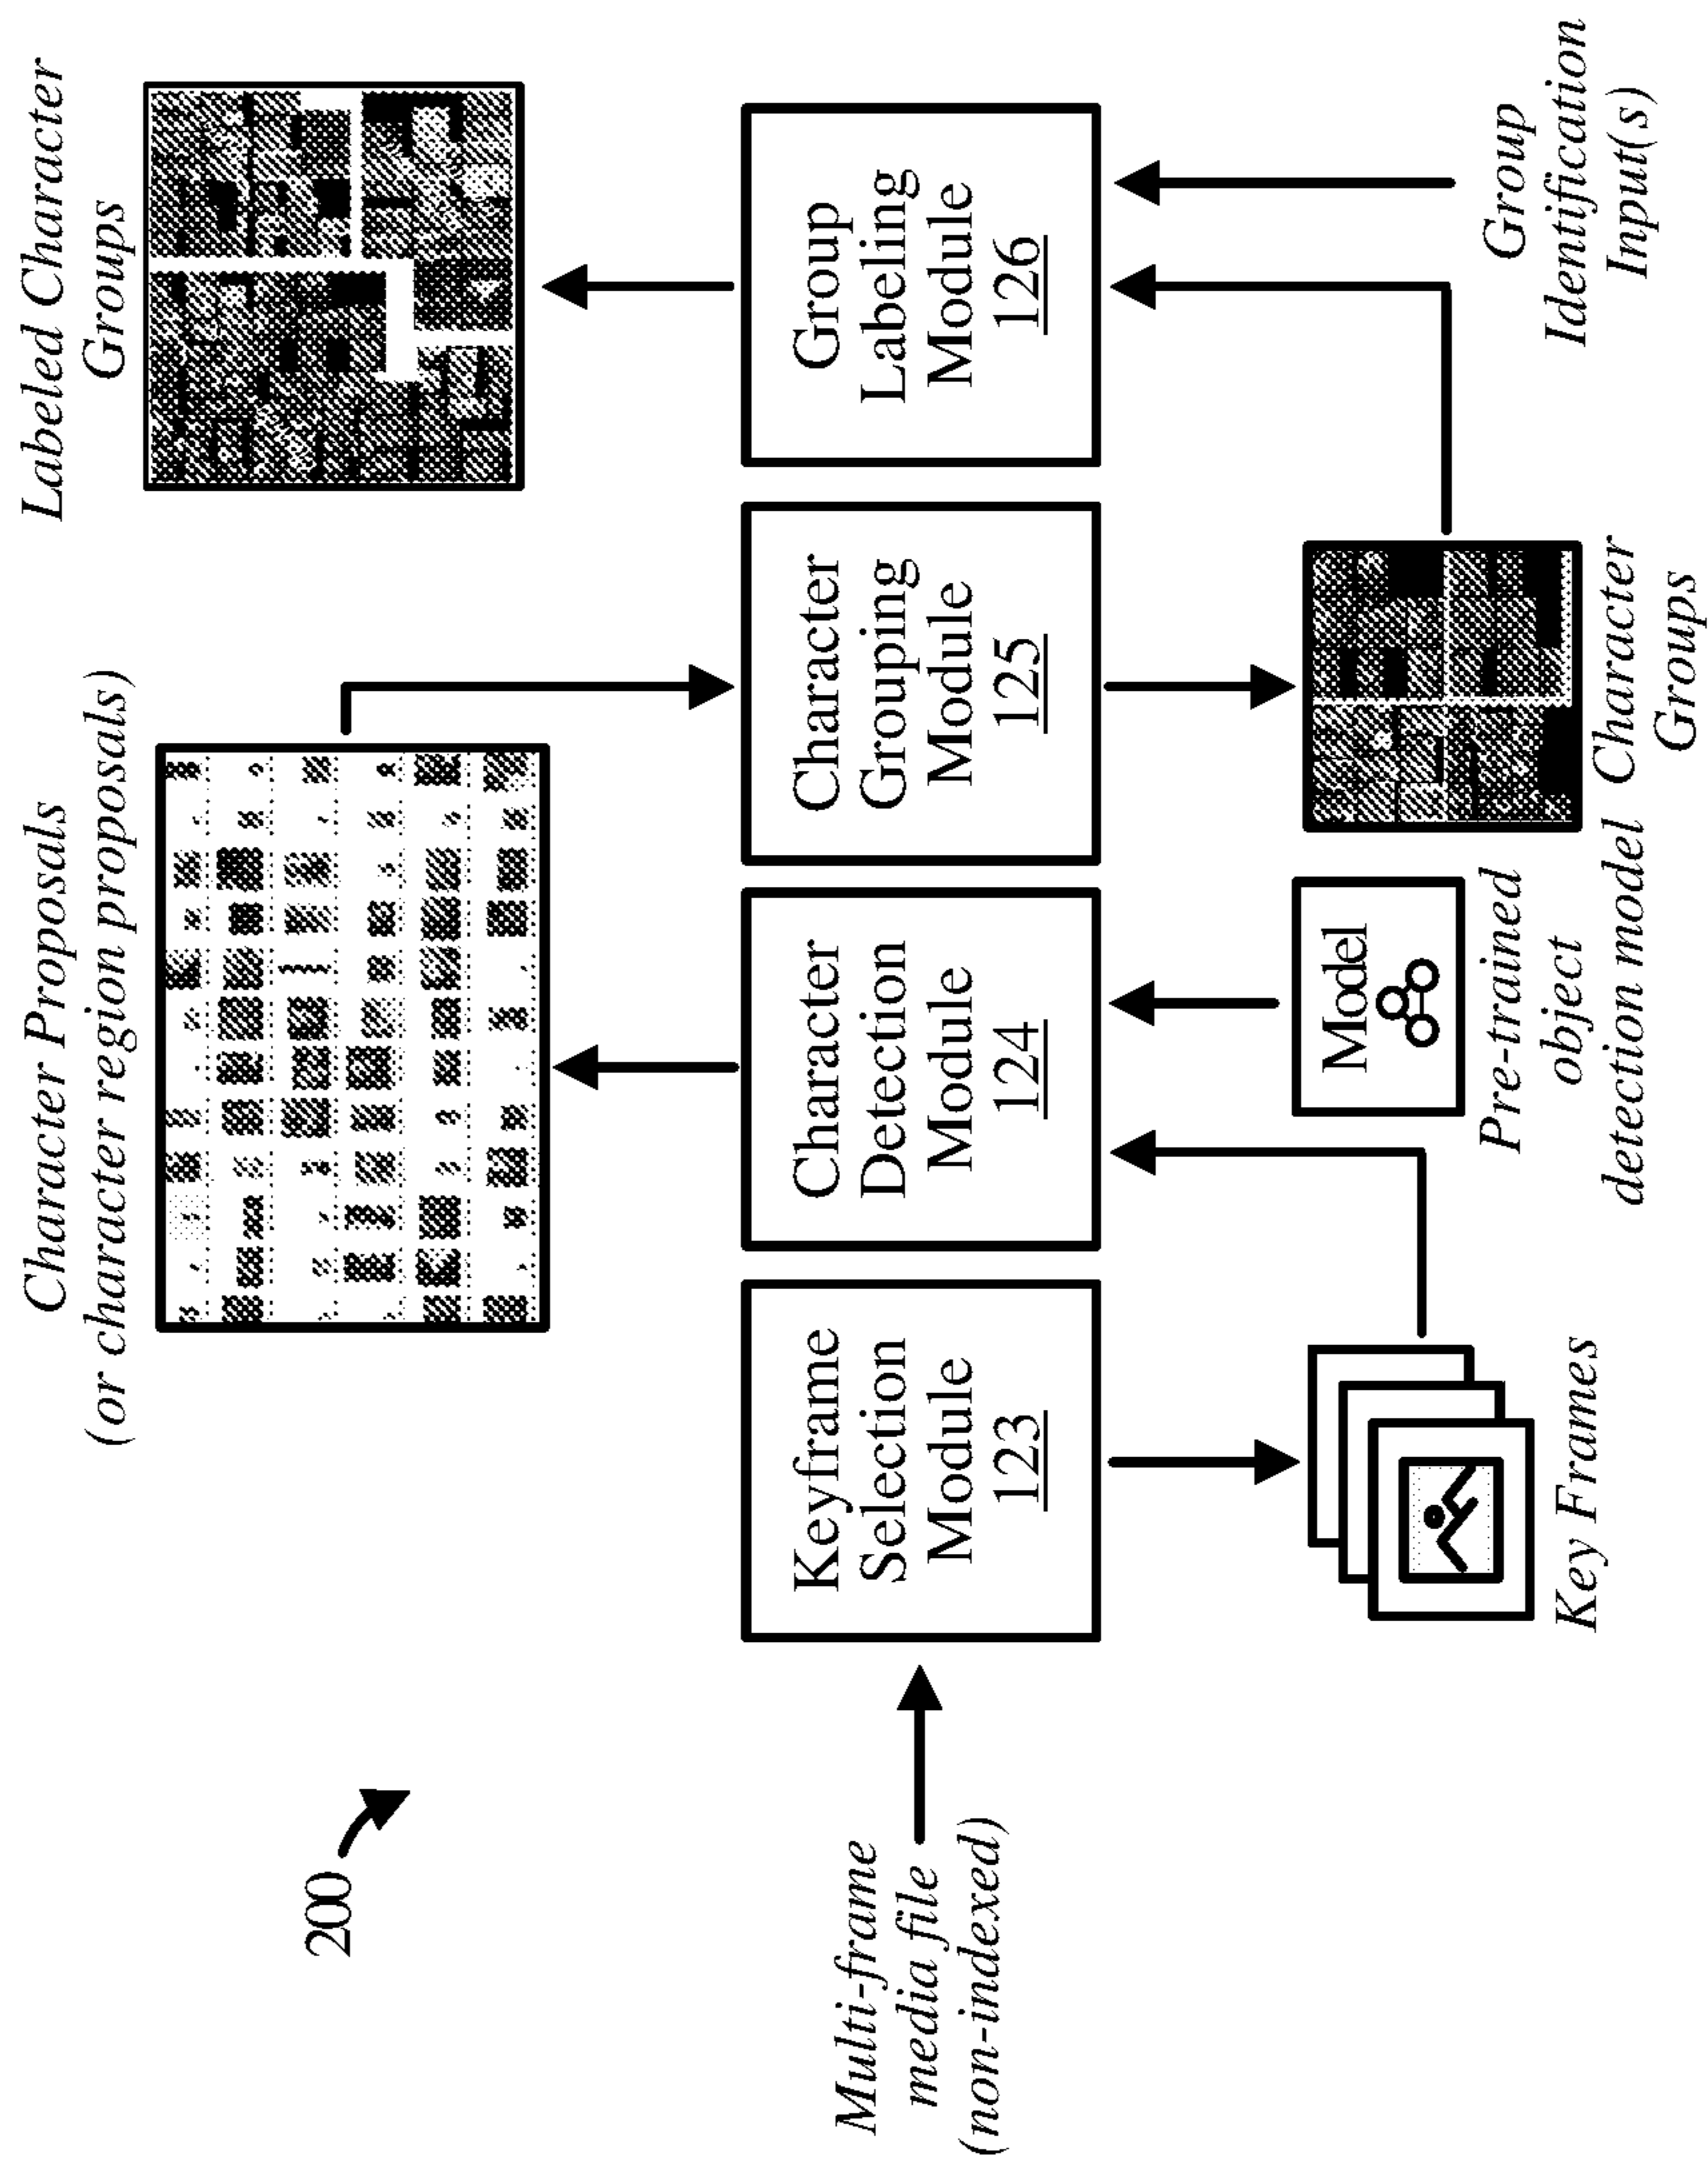 200
Multi-frame
media file
(non-indexed)
Keyframe
Selection
Module
123
Key Frames
Character Proposals
(or character region proposals)
Character
Detection
Module
124
Model
Pre-trained
object
detection model
Character
Grouping
Module
125
Character
Groups
Labeled Character
Groups
Group
Labeling
Module
126
Group
Identification
Input(s)